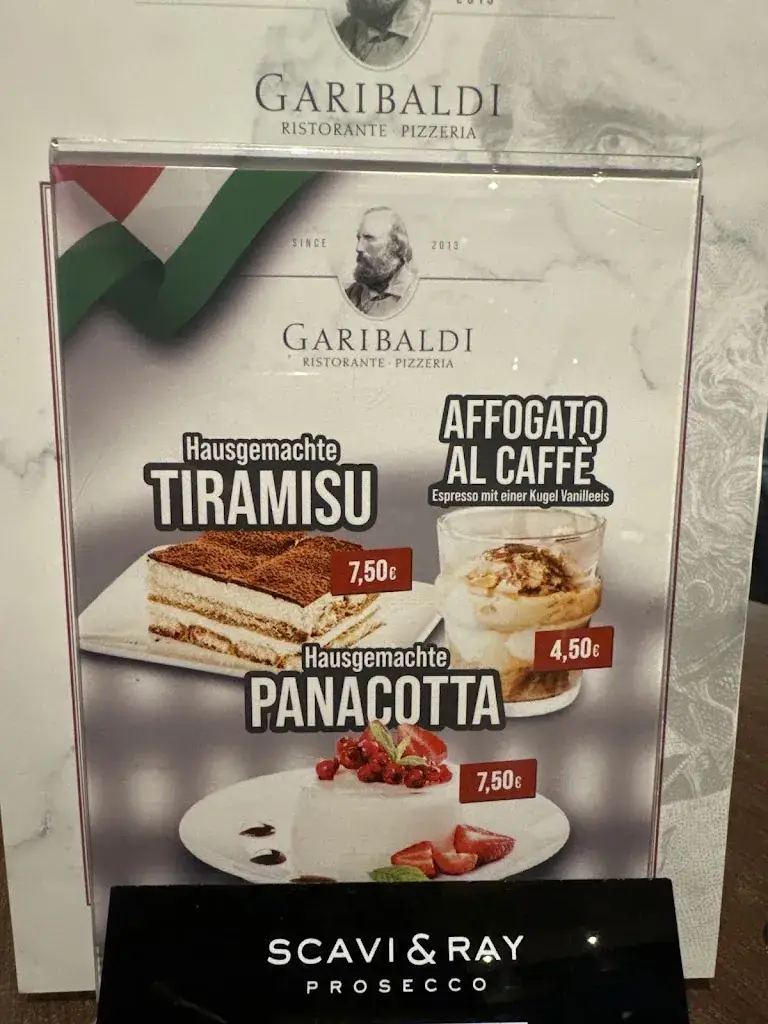 2013
GARIBALDI
RISTORANTE · PIZZERIA
SINCE 2013
GARIBALDI
RISTORANTE · PIZZERIA
AFFOGATO
AL CAFFÈ
Espresso mit einer Kugel Vanilleeis
4,50€
Hausgemachte
TIRAMISU
7,50€
Hausgemachte
PANACOTTA
7,50€
SCAVI & RAY
PROSECCO